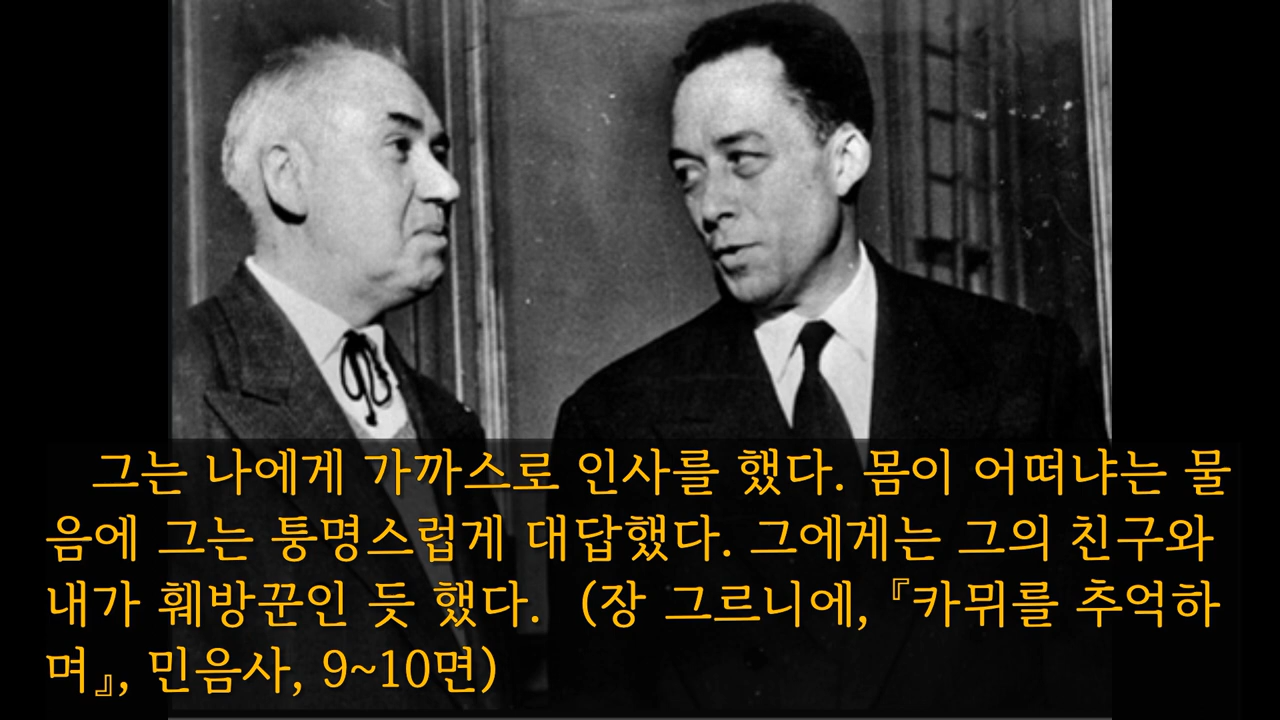 그는 나에게 가까스로 인사를 했다. 몸이 어떠냐는 물
음에 그는 퉁명스럽게 대답했다. 그에게는 그의 친구와
내가 훼방꾼인 듯 했다. (장 그르니에, 『카뮈를 추억하
며』, 민음사, 9~10면)